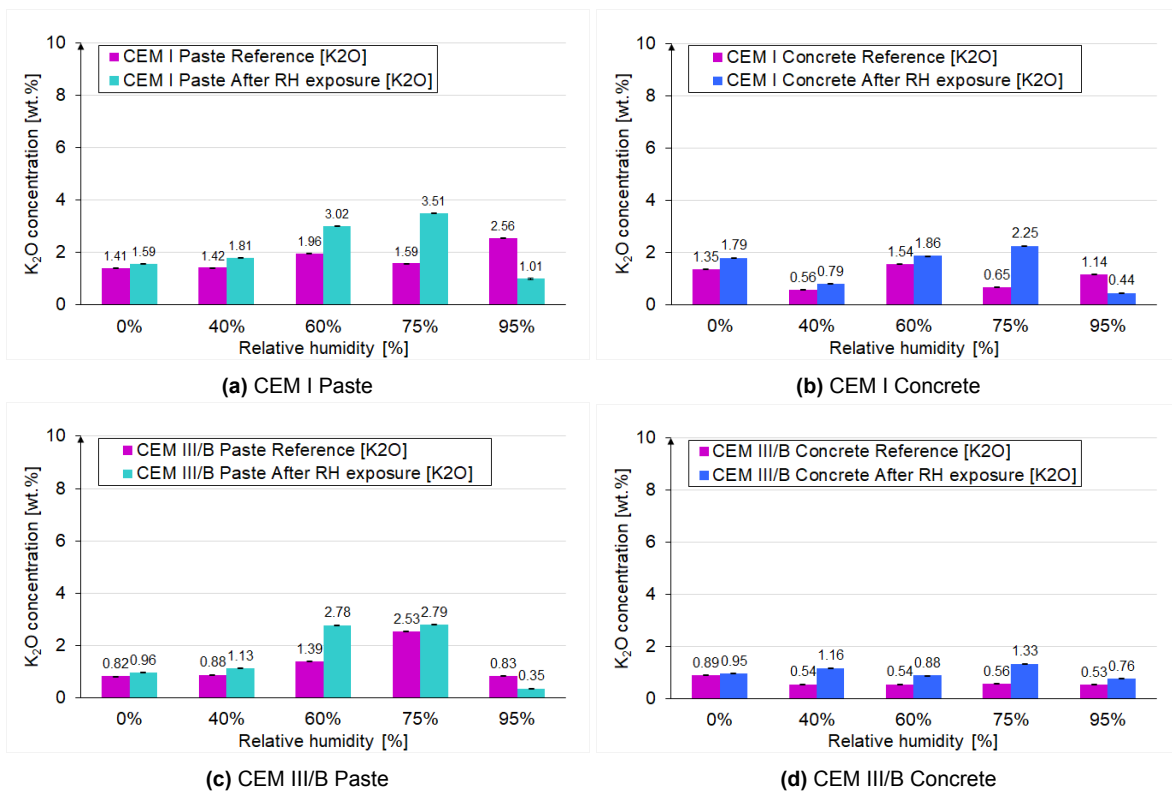 10
8
6
4
2
0
K₂O concentration [wt.%]
CEM I Paste Reference [K2O]
CEM I Paste After RH exposure [K2O]
1.41 1.59 1.42 1.81 1.96 3.02 1.59 3.51 2.56 1.01
0% 40% 60% 75% 95%
Relative humidity [%]
(a) CEM I Paste
10
8
6
4
2
0
K₂O concentration [wt.%]
CEM I Concrete Reference [K2O]
CEM I Concrete After RH exposure [K2O]
1.35 1.79 0.56 0.79 1.54 1.86 0.65 2.25 1.14 0.44
0% 40% 60% 75% 95%
Relative humidity [%]
(b) CEM I Concrete
10
8
6
4
2
0
K₂O concentration [wt.%]
CEM III/B Paste Reference [K2O]
CEM III/B Paste After RH exposure [K2O]
0.82 0.96 0.88 1.13 1.39 2.78 2.53 2.79 0.83 0.35
0% 40% 60% 75% 95%
Relative humidity [%]
(c) CEM III/B Paste
10
8
6
4
2
0
K₂O concentration [wt.%]
CEM III/B Concrete Reference [K2O]
CEM III/B Concrete After RH exposure [K2O]
0.89 0.95 0.54 1.16 0.54 0.88 0.56 1.33 0.53 0.76
0% 40% 60% 75% 95%
Relative humidity [%]
(d) CEM III/B Concrete